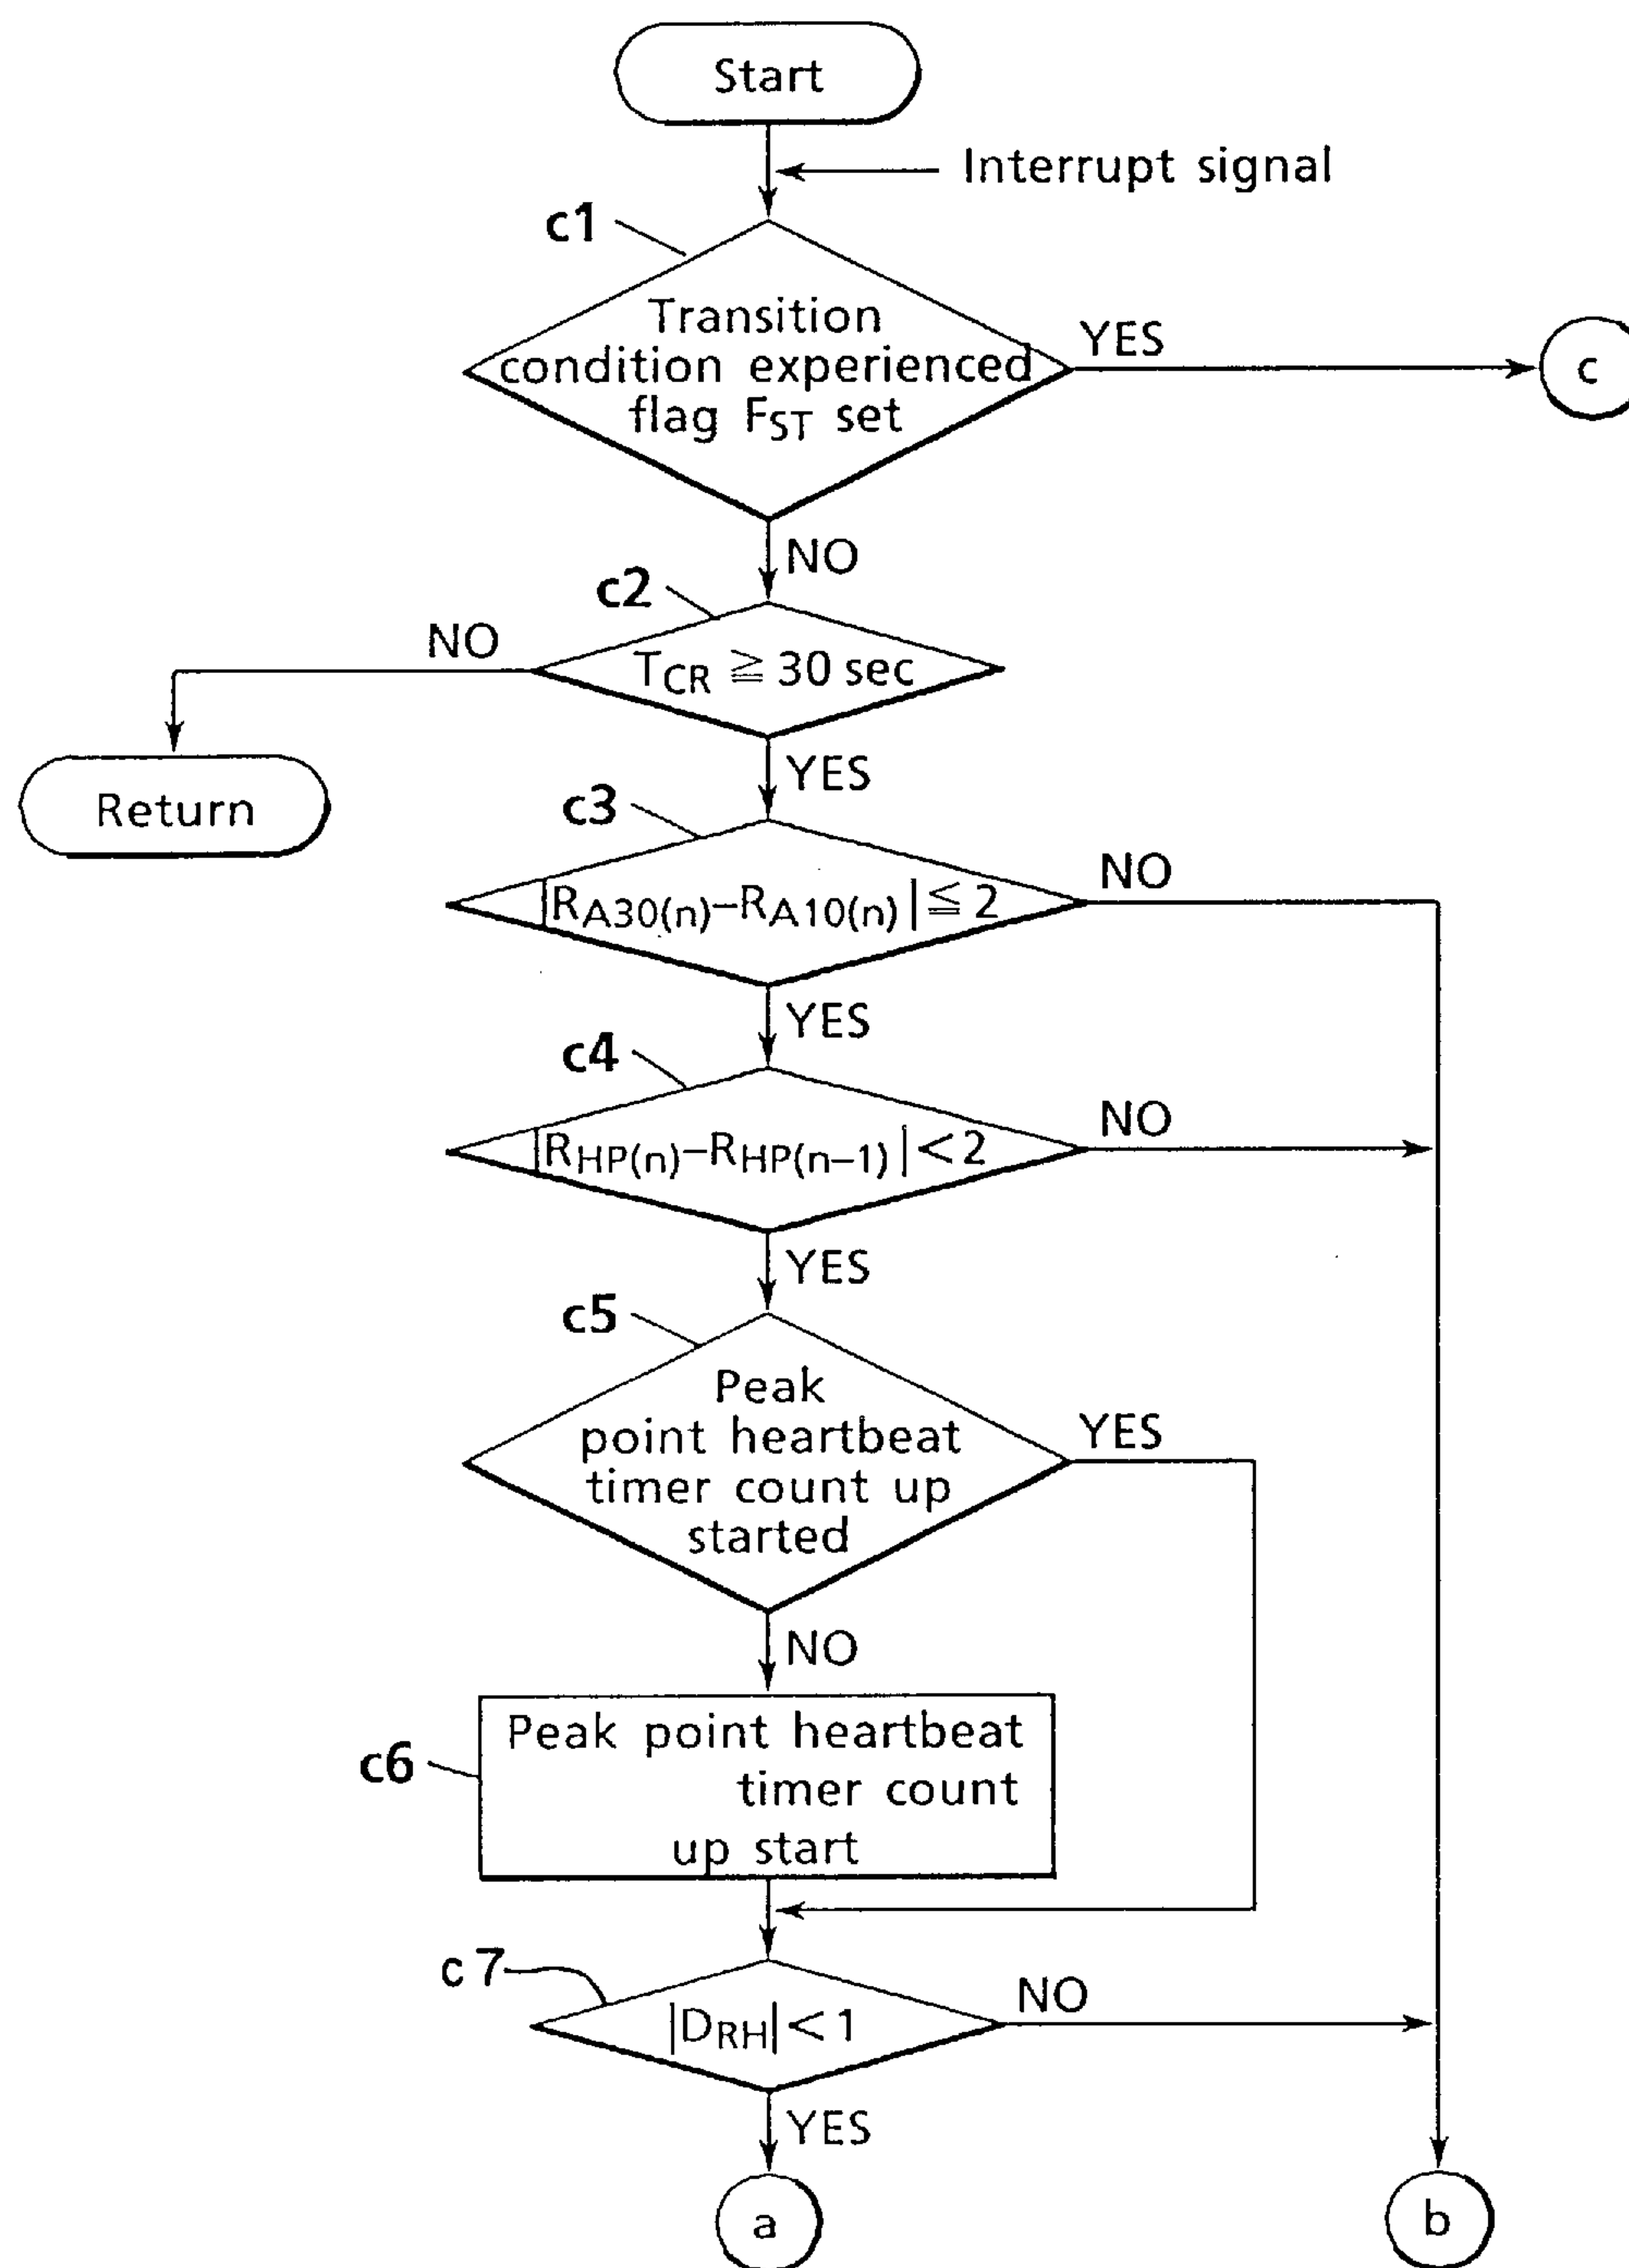 Start
Interrupt signal
c1
Transition
condition experienced
flag FST set
YES
c
NO
c2
NO
TCR ≧ 30 sec
Return
YES
c3
|RA30(n)−RA10(n)| ≦ 2
NO
YES
c4
|RHP(n)−RHP(n−1)| < 2
NO
YES
c5
Peak
point heartbeat
timer count up
started
YES
NO
c6
Peak point heartbeat
timer count
up start
c7
|DRH| < 1
NO
YES
a
b